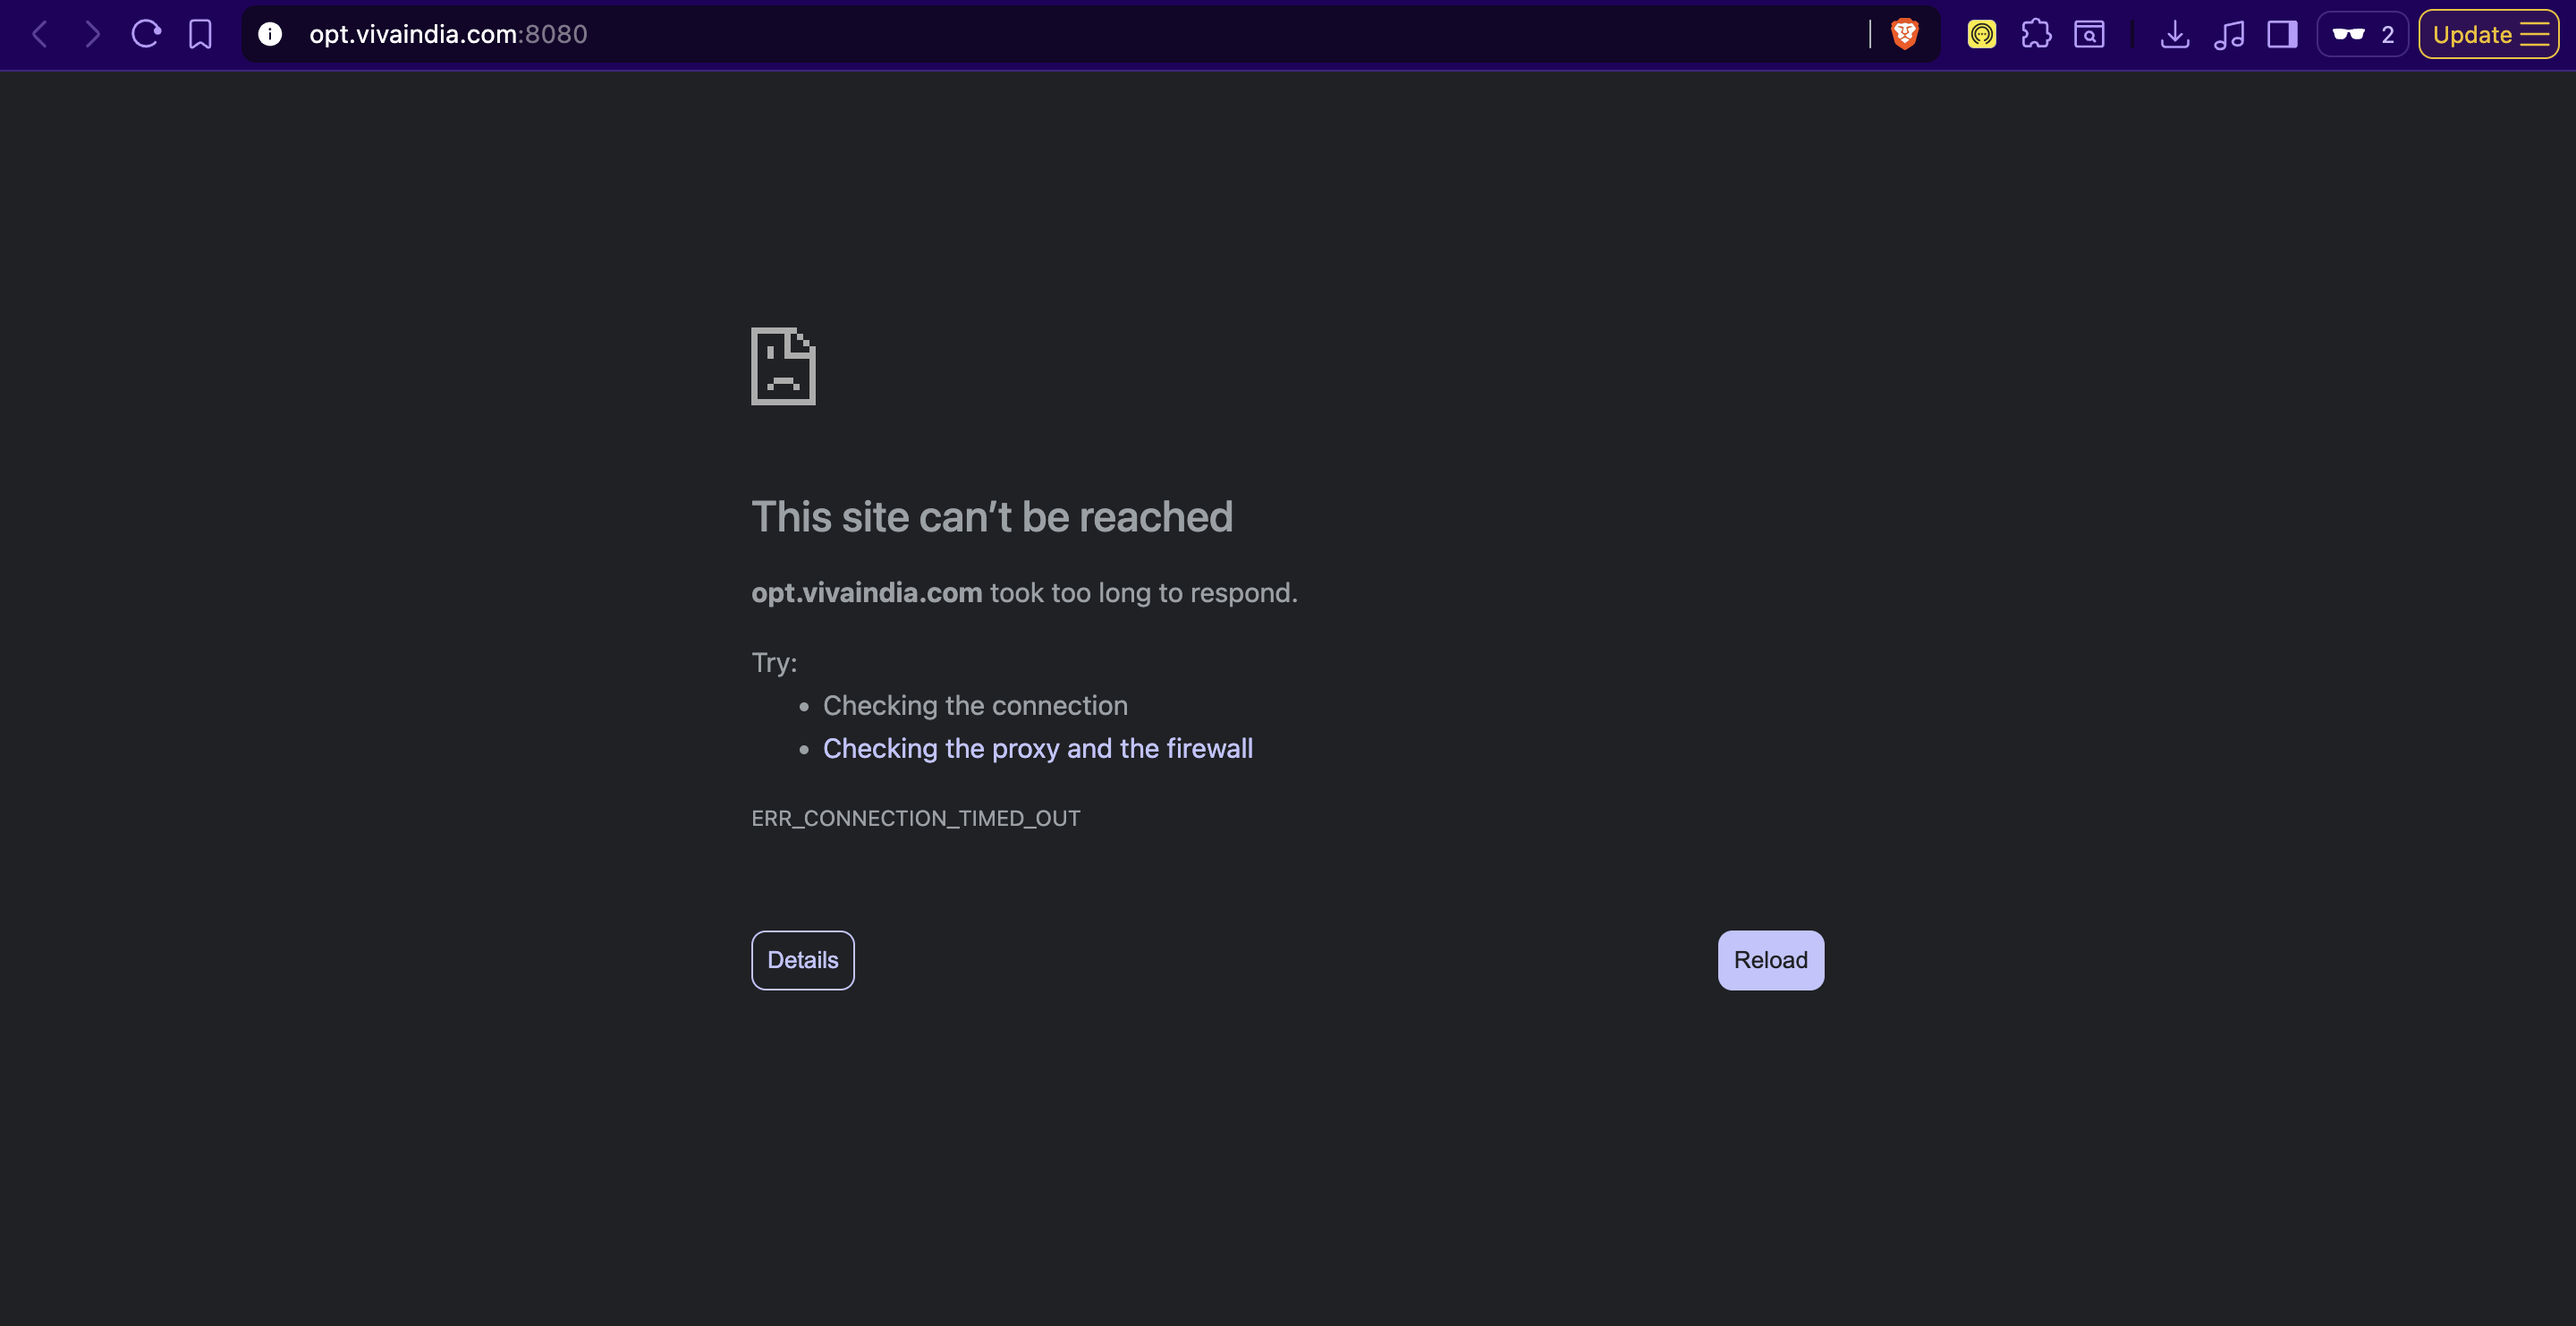 opt.vivaindia.com:8080
2
Update
This site can’t be reached
opt.vivaindia.com took too long to respond.
Try:
• Checking the connection
• Checking the proxy and the firewall
ERR_CONNECTION_TIMED_OUT
Details
Reload